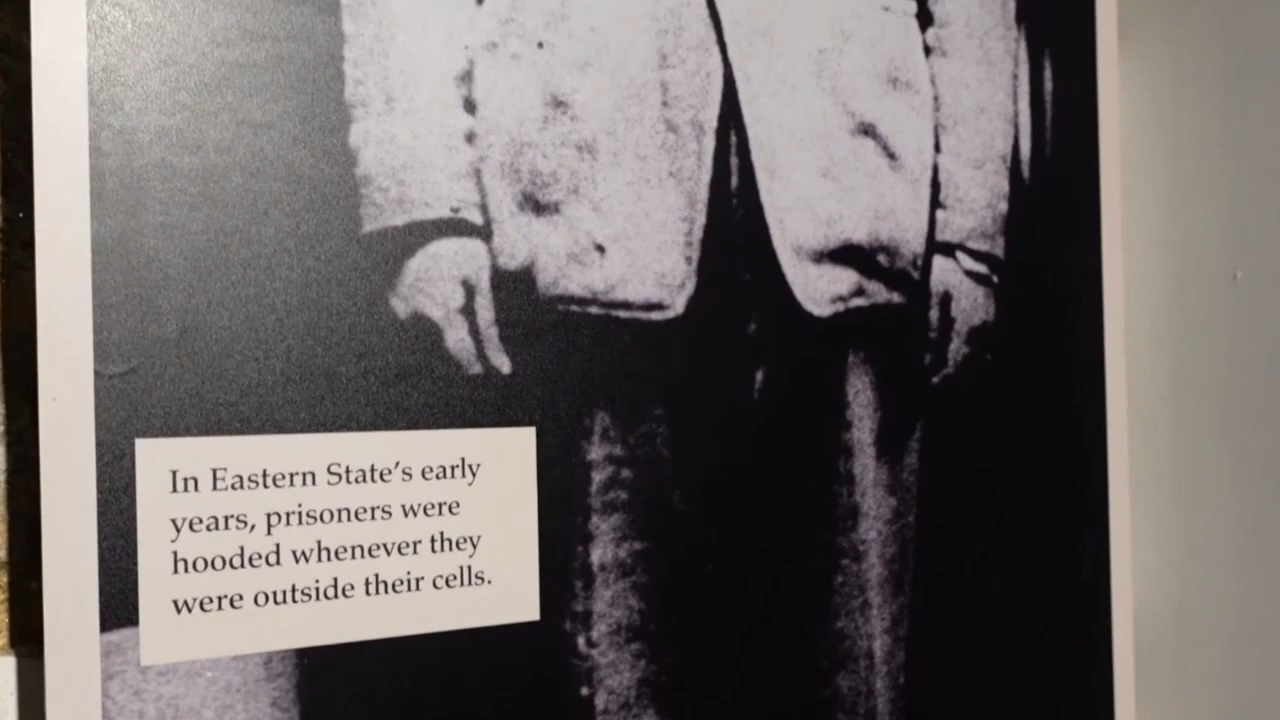 In Eastern State's early
years, prisoners were
hooded whenever they
were outside their cells.